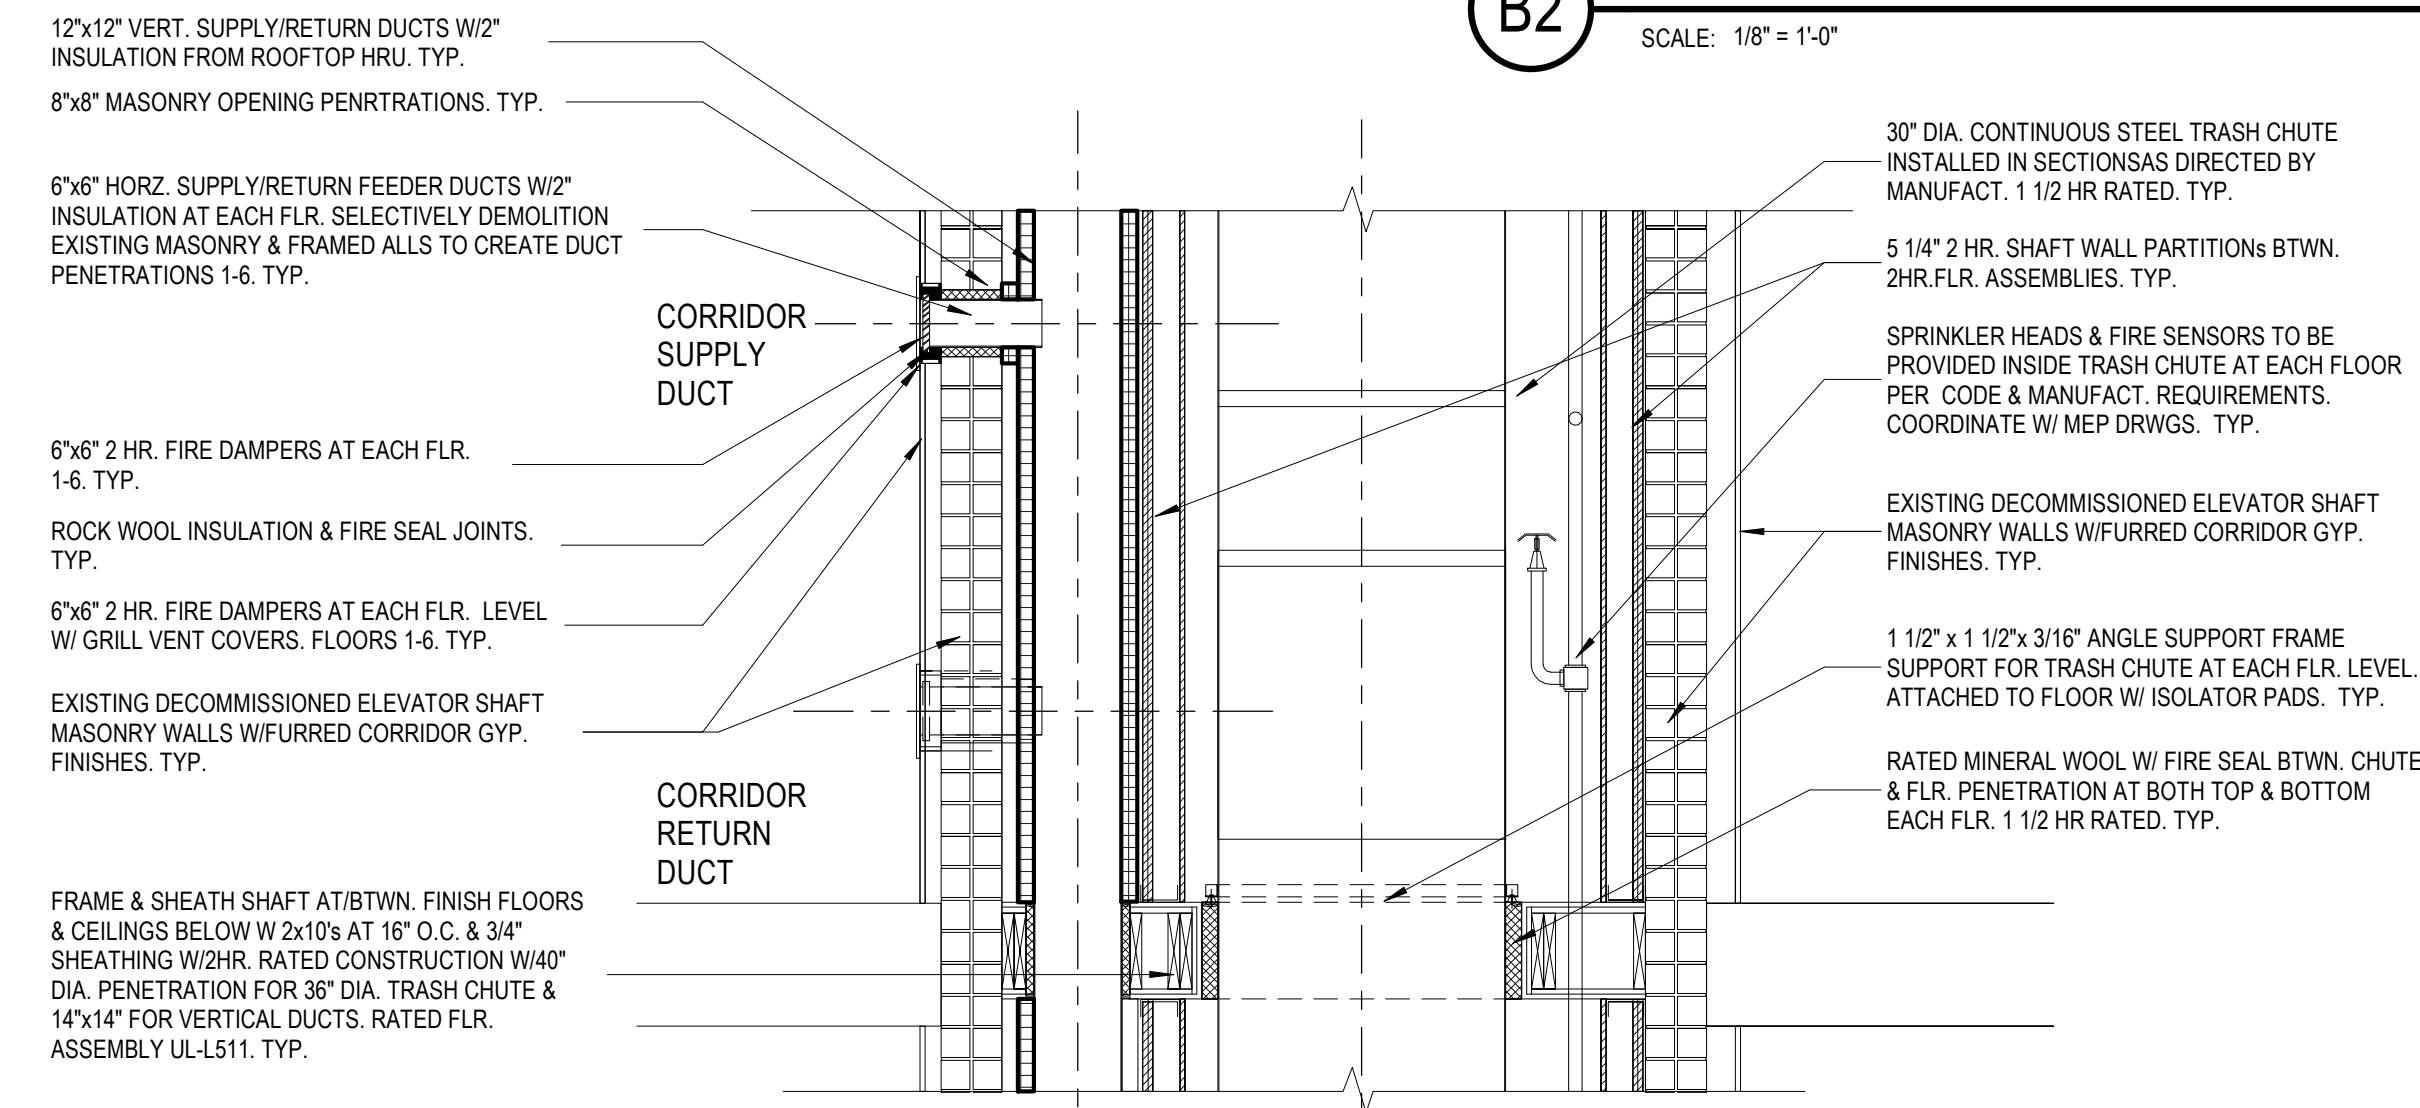 12"x12" VERT. SUPPLY/RETURN DUCTS W/2"
INSULATION FROM ROOFTOP HRU. TYP.
8"x8" MASONRY OPENING PENRTRATIONS. TYP.
6"x6" HORZ. SUPPLY/RETURN FEEDER DUCTS W/2"
INSULATION AT EACH FLR. SELECTIVELY DEMOLITION
EXISTING MASONRY & FRAMED ALLS TO CREATE DUCT
PENETRATIONS 1-6. TYP.
CORRIDOR
SUPPLY
DUCT
6"x6" 2 HR. FIRE DAMPERS AT EACH FLR.
1-6. TYP.
ROCK WOOL INSULATION & FIRE SEAL JOINTS.
TYP.
6"x6" 2 HR. FIRE DAMPERS AT EACH FLR. LEVEL
W/ GRILL VENT COVERS. FLOORS 1-6. TYP.
EXISTING DECOMMISSIONED ELEVATOR SHAFT
MASONRY WALLS W/FURRED CORRIDOR GYP.
FINISHES. TYP.
CORRIDOR
RETURN
DUCT
FRAME & SHEATH SHAFT AT/BTWN. FINISH FLOORS
& CEILINGS BELOW W 2x10's AT 16" O.C. & 3/4"
SHEATHING W/2HR. RATED CONSTRUCTION W/40"
DIA. PENETRATION FOR 36" DIA. TRASH CHUTE &
14"x14" FOR VERTICAL DUCTS. RATED FLR.
ASSEMBLY UL-L511. TYP.
B2
SCALE: 1/8" = 1'-0"
30" DIA. CONTINUOUS STEEL TRASH CHUTE
INSTALLED IN SECTIONSAS DIRECTED BY
MANUFACT. 1 1/2 HR RATED. TYP.
5 1/4" 2 HR. SHAFT WALL PARTITIONs BTWN.
2HR.FLR. ASSEMBLIES. TYP.
SPRINKLER HEADS & FIRE SENSORS TO BE
PROVIDED INSIDE TRASH CHUTE AT EACH FLOOR
PER CODE & MANUFACT. REQUIREMENTS.
COORDINATE W/ MEP DRWGS. TYP.
EXISTING DECOMMISSIONED ELEVATOR SHAFT
MASONRY WALLS W/FURRED CORRIDOR GYP.
FINISHES. TYP.
1 1/2" x 1 1/2"x 3/16" ANGLE SUPPORT FRAME
SUPPORT FOR TRASH CHUTE AT EACH FLR. LEVEL.
ATTACHED TO FLOOR W/ ISOLATOR PADS. TYP.
RATED MINERAL WOOL W/ FIRE SEAL BTWN. CHUTE
& FLR. PENETRATION AT BOTH TOP & BOTTOM
EACH FLR. 1 1/2 HR RATED. TYP.